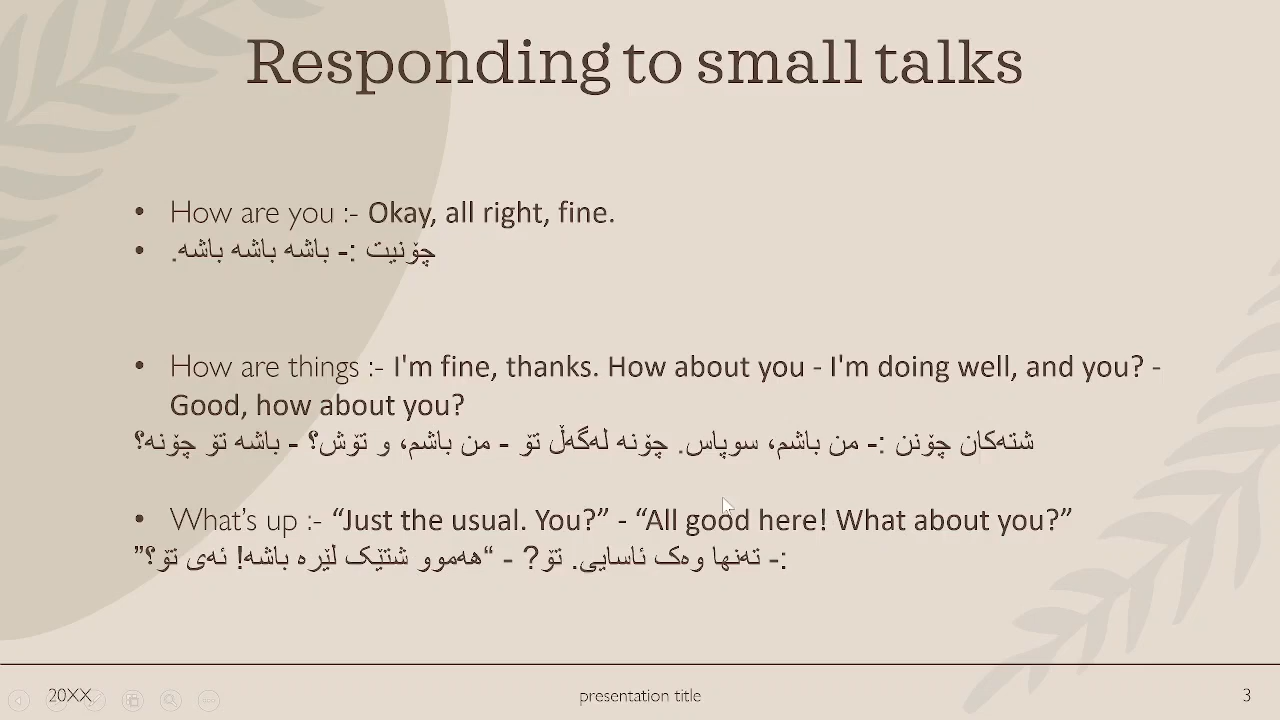 Responding to small talks
• How are you :- Okay, all right, fine.
• چۆنیت :- باشە باشە باشە.
• How are things :- I'm fine, thanks. How about you - I'm doing well, and you? -
Good, how about you?
شتەکان چۆنن :- من باشم، سوپاس. چۆنە لەگەڵ تۆ - من باشم، و تۆش؟ - باشە تۆ چۆنە؟
• What’s up :- “Just the usual. You?” - “All good here! What about you?”
:- تەنها وەک ئاسایی. تۆ? - “هەموو شتێک لێرە باشە! ئەی تۆ؟”
20XX
presentation title
3